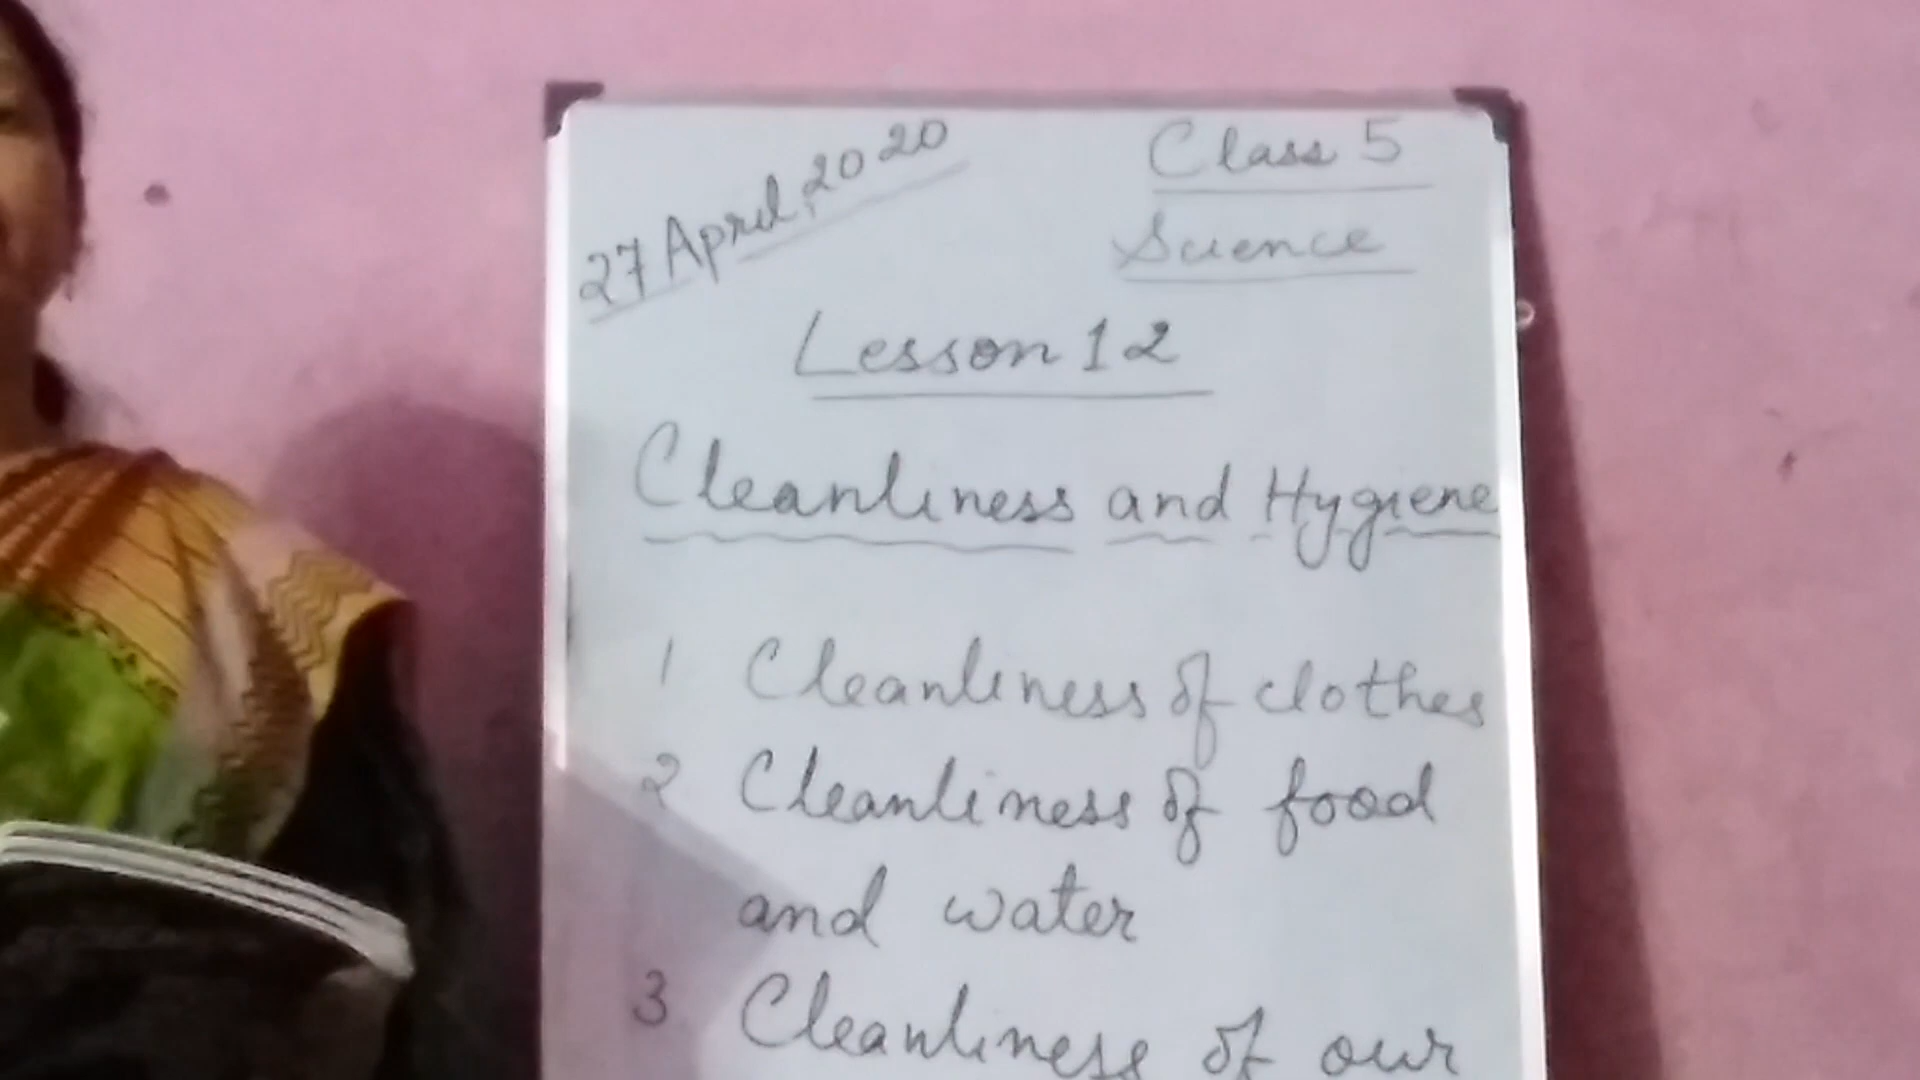 27 April, 2020
Class 5
Science
Lesson 12
Cleanliness and Hygiene
1 Cleanliness of clothes
2 Cleanliness of food
and water
3 Cleanliness of our